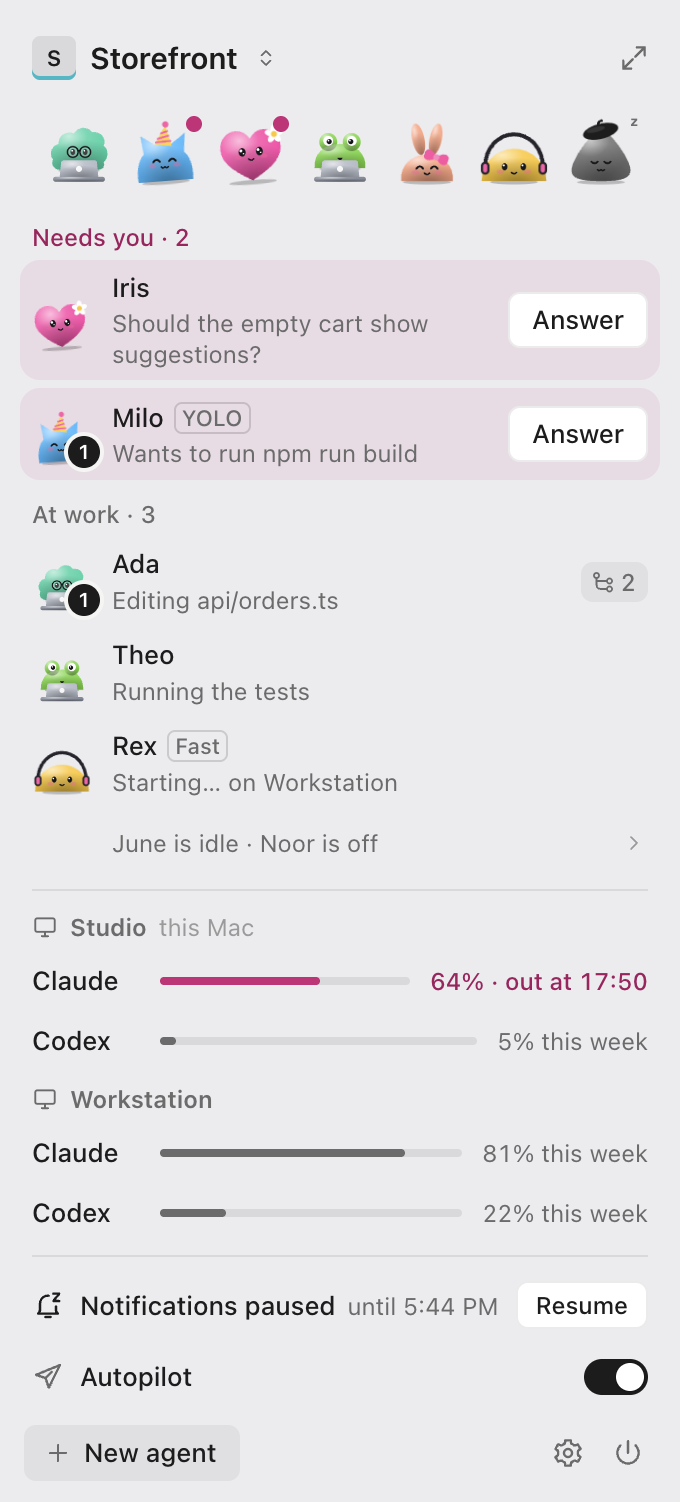 S Storefront
z
Needs you · 2
Iris
Should the empty cart show
suggestions?
Answer
Milo YOLO
1
Wants to run npm run build
Answer
At work · 3
Ada
1
Editing api/orders.ts
2
Theo
Running the tests
Rex Fast
Starting... on Workstation
June is idle · Noor is off
Studio this Mac
Claude 64% · out at 17:50
Codex 5% this week
Workstation
Claude 81% this week
Codex 22% this week
z
Notifications paused until 5:44 PM Resume
Autopilot
+ New agent